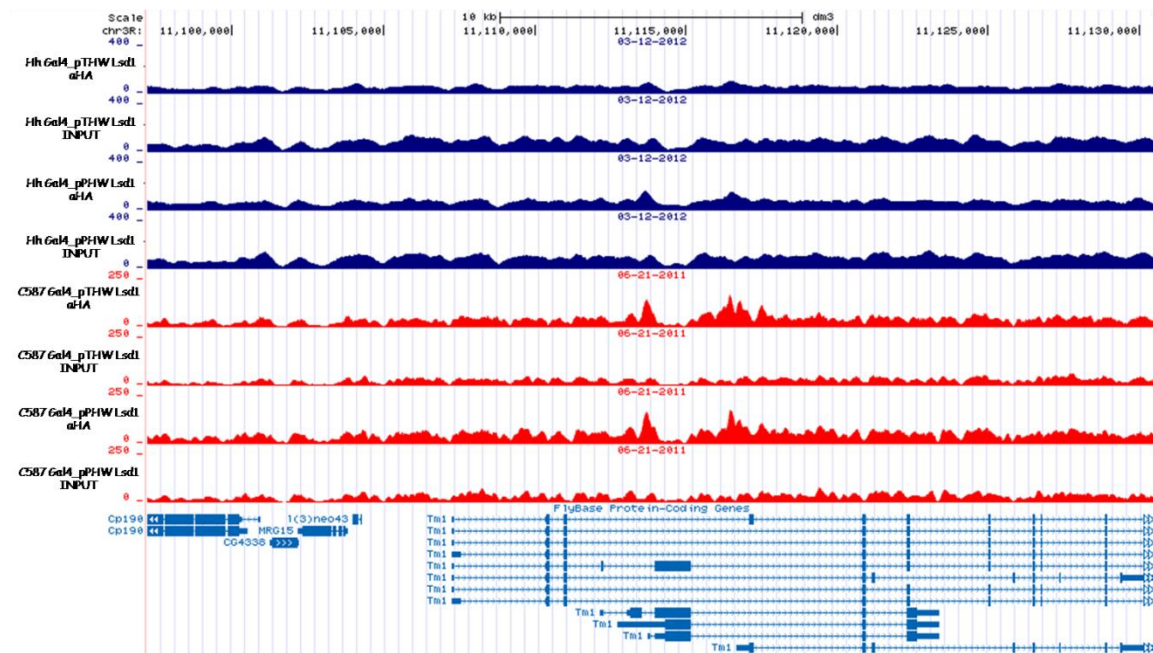 Scale 10 kb dm3
chr3R: 11,100,000 11,105,000 11,110,000 11,115,000 11,120,000 11,125,000 11,130,000
400 03-12-2012
Hh Gal4_pTHW Lsd1
aHA
0
400 03-12-2012
Hh Gal4_pTHW Lsd1
INPUT
0
400 03-12-2012
Hh Gal4_pPHW Lsd1
aHA
0
400 03-12-2012
Hh Gal4_pPHW Lsd1
INPUT
0
250 06-21-2011
C587 Gal4_pTHW Lsd1
aHA
0
250 06-21-2011
C587 Gal4_pTHW Lsd1
INPUT
0
250 06-21-2011
C587 Gal4_pPHW Lsd1
aHA
0
250 06-21-2011
C587 Gal4_pPHW Lsd1
INPUT
0
FlyBase Protein-Coding Genes
Cp190 l(3)neo43 Tm1
Cp190 MRG15 Tm1
CG4338 Tm1
Tm1
Tm1
Tm1
Tm1
Tm1
Tm1
Tm1
Tm1
Tm1